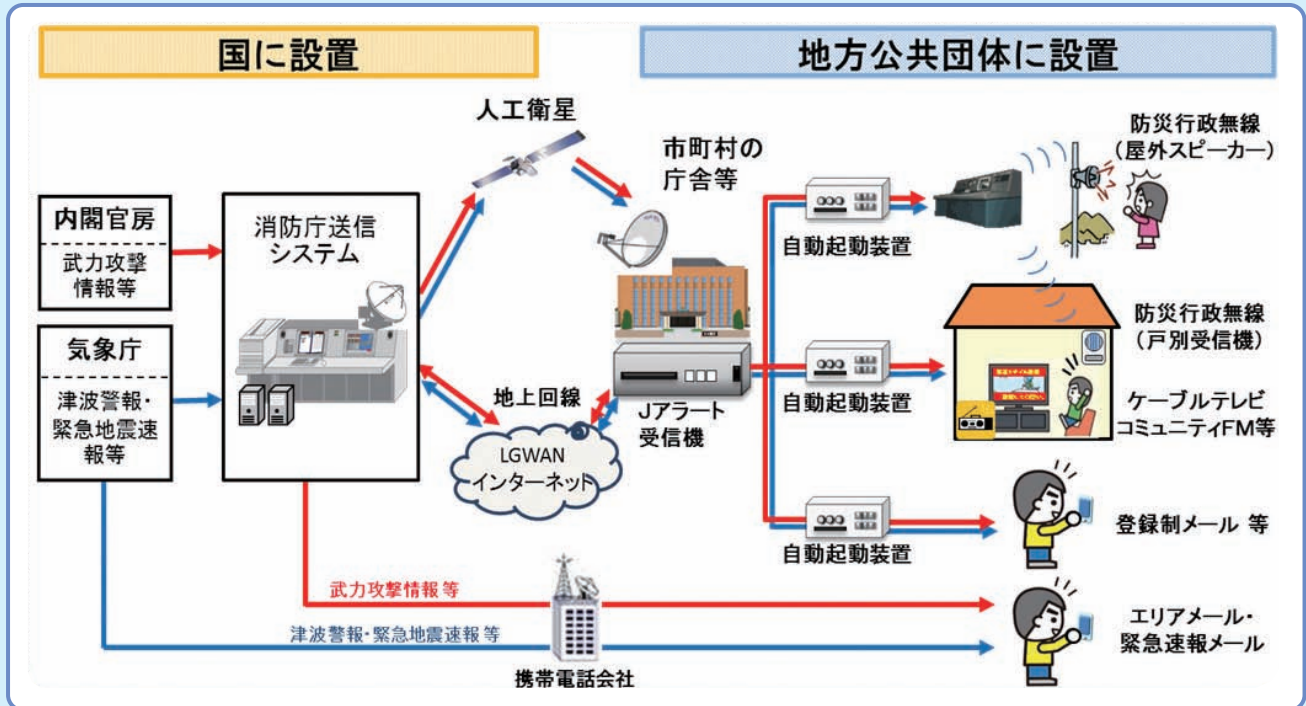 国に設置
地方公共団体に設置
人工衛星
市町村の
庁舎等
防災行政無線
（屋外スピーカー）
内閣官房
武力攻撃
情報等
消防庁送信
システム
自動起動装置
気象庁
津波警報・
緊急地震速
報等
地上回線
LGWAN
インターネット
Jアラート
受信機
自動起動装置
防災行政無線
（戸別受信機）
ケーブルテレビ
コミュニティFM等
自動起動装置
登録制メール 等
武力攻撃情報等
津波警報・緊急地震速報等
携帯電話会社
エリアメール・
緊急速報メール